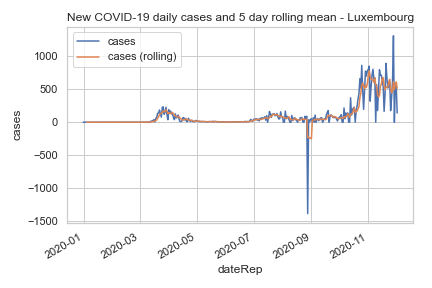 New COVID-19 daily cases and 5 day rolling mean - Luxembourg
cases
cases (rolling)
1000
500
0
−500
−1000
−1500
cases
2020-01
2020-03
2020-05
2020-07
2020-09
2020-11
dateRep